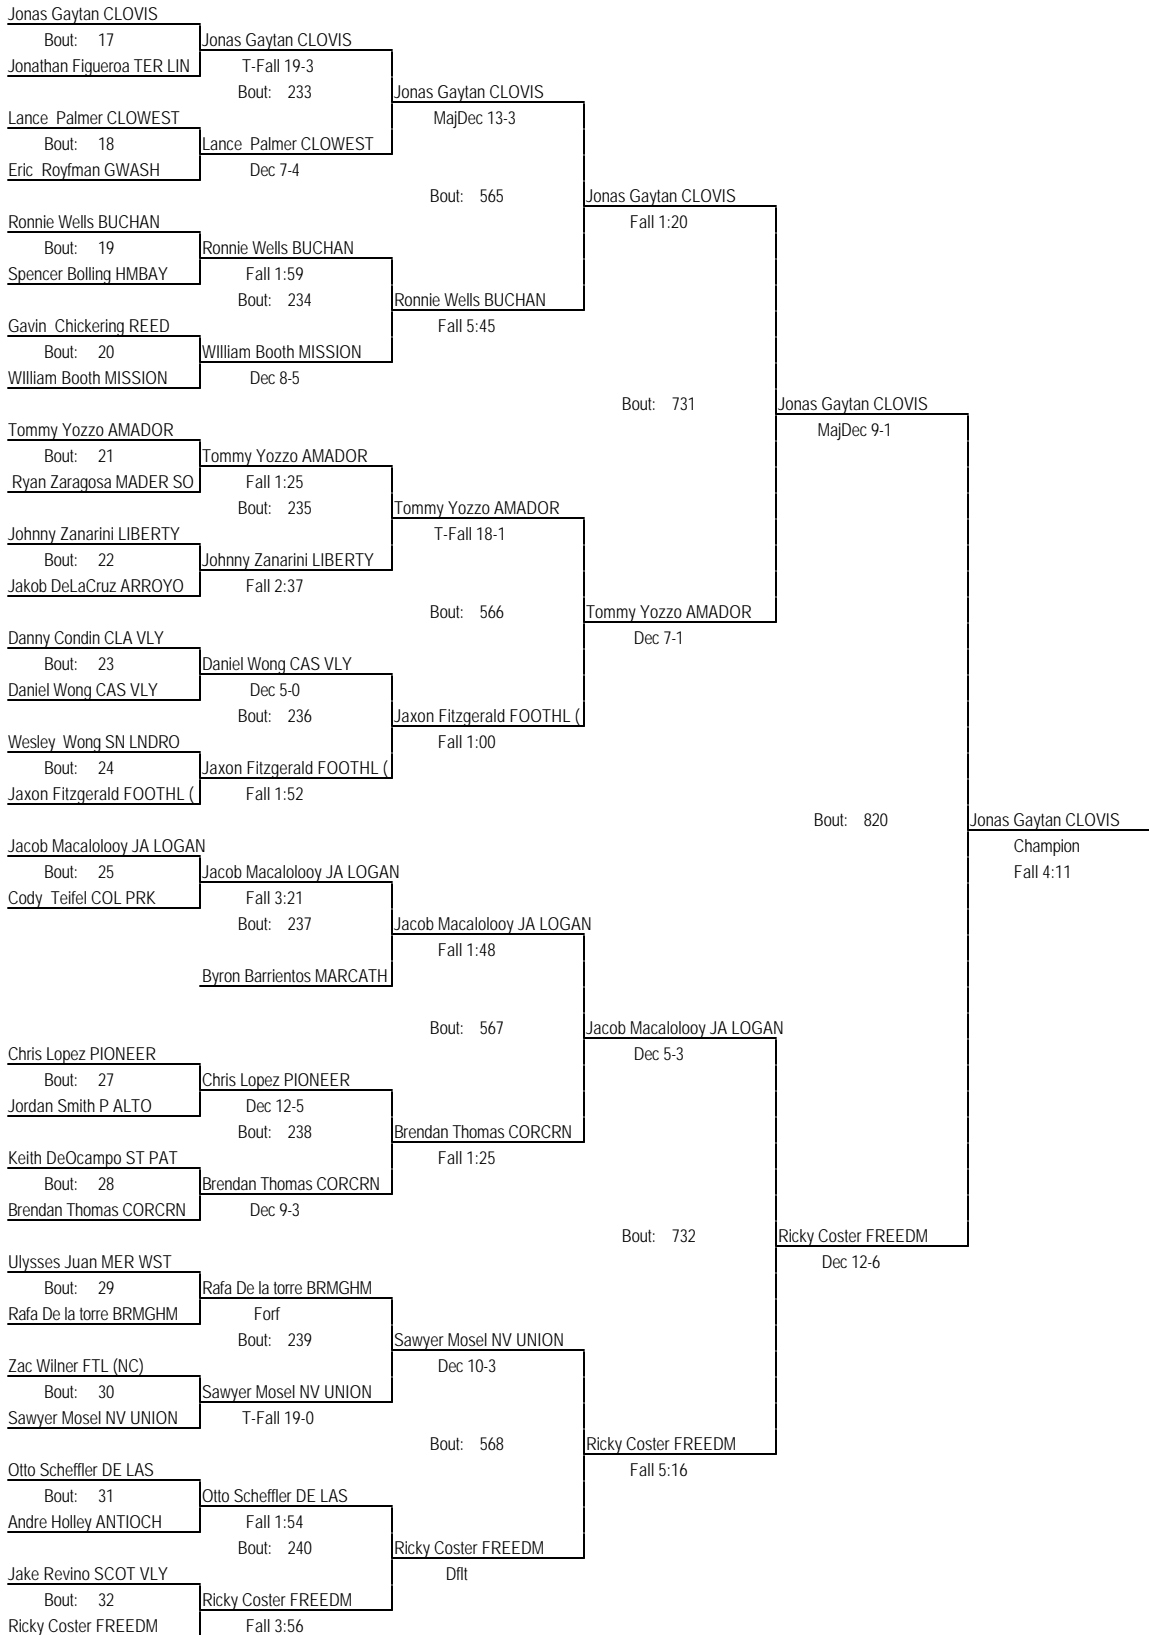 Jonas Gaytan CLOVIS
Bout: 17
Jonas Gaytan CLOVIS
Jonathan Figueroa TER LIN
T-Fall 19-3
Bout: 233
Jonas Gaytan CLOVIS
Lance Palmer CLOWEST
MajDec 13-3
Bout: 18
Lance Palmer CLOWEST
Eric Royfman GWASH
Dec 7-4
Bout: 565
Jonas Gaytan CLOVIS
Ronnie Wells BUCHAN
Fall 1:20
Bout: 19
Ronnie Wells BUCHAN
Spencer Bolling HMBAY
Fall 1:59
Bout: 234
Ronnie Wells BUCHAN
Gavin Chickering REED
Fall 5:45
Bout: 20
WIlliam Booth MISSION
WIlliam Booth MISSION
Dec 8-5
Bout: 731
Jonas Gaytan CLOVIS
Tommy Yozzo AMADOR
MajDec 9-1
Bout: 21
Tommy Yozzo AMADOR
Ryan Zaragosa MADER SO
Fall 1:25
Bout: 235
Tommy Yozzo AMADOR
Johnny Zanarini LIBERTY
T-Fall 18-1
Bout: 22
Johnny Zanarini LIBERTY
Jakob DeLaCruz ARROYO
Fall 2:37
Bout: 566
Tommy Yozzo AMADOR
Danny Condin CLA VLY
Dec 7-1
Bout: 23
Daniel Wong CAS VLY
Daniel Wong CAS VLY
Dec 5-0
Bout: 236
Jaxon Fitzgerald FOOTHL (
Wesley Wong SN LNDRO
Fall 1:00
Bout: 24
Jaxon Fitzgerald FOOTHL (
Jaxon Fitzgerald FOOTHL (
Fall 1:52
Bout: 820
Jonas Gaytan CLOVIS
Jacob Macalolooy JA LOGAN
Champion
Bout: 25
Jacob Macalolooy JA LOGAN
Fall 4:11
Cody Teifel COL PRK
Fall 3:21
Bout: 237
Jacob Macalolooy JA LOGAN
Fall 1:48
Byron Barrientos MARCATH
Bout: 567
Jacob Macalolooy JA LOGAN
Chris Lopez PIONEER
Dec 5-3
Bout: 27
Chris Lopez PIONEER
Jordan Smith P ALTO
Dec 12-5
Bout: 238
Brendan Thomas CORCRN
Keith DeOcampo ST PAT
Fall 1:25
Bout: 28
Brendan Thomas CORCRN
Brendan Thomas CORCRN
Dec 9-3
Bout: 732
Ricky Coster FREEDM
Ulysses Juan MER WST
Dec 12-6
Bout: 29
Rafa De la torre BRMGHM
Rafa De la torre BRMGHM
Forf
Bout: 239
Sawyer Mosel NV UNION
Zac Wilner FTL (NC)
Dec 10-3
Bout: 30
Sawyer Mosel NV UNION
Sawyer Mosel NV UNION
T-Fall 19-0
Bout: 568
Ricky Coster FREEDM
Otto Scheffler DE LAS
Fall 5:16
Bout: 31
Otto Scheffler DE LAS
Andre Holley ANTIOCH
Fall 1:54
Bout: 240
Ricky Coster FREEDM
Jake Revino SCOT VLY
Dflt
Bout: 32
Ricky Coster FREEDM
Ricky Coster FREEDM
Fall 3:56